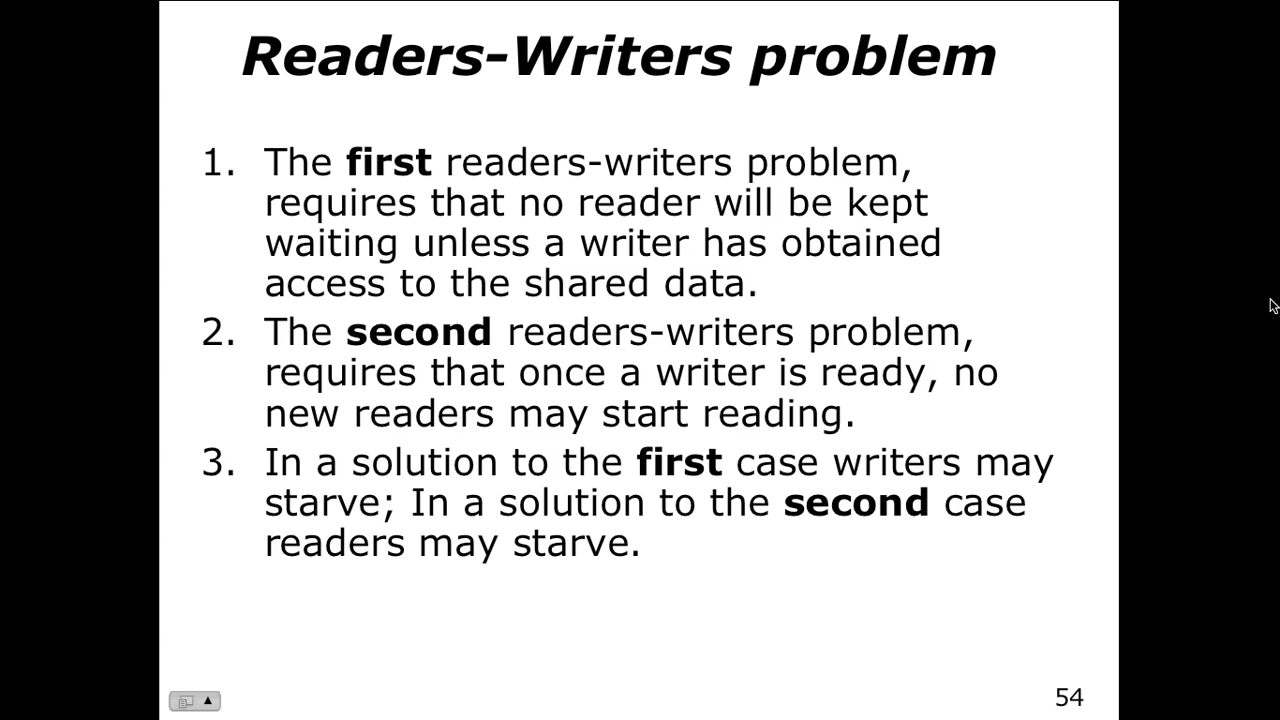 Readers-Writers problem
1. The first readers-writers problem,
requires that no reader will be kept
waiting unless a writer has obtained
access to the shared data.
2. The second readers-writers problem,
requires that once a writer is ready, no
new readers may start reading.
3. In a solution to the first case writers may
starve; In a solution to the second case
readers may starve.
54